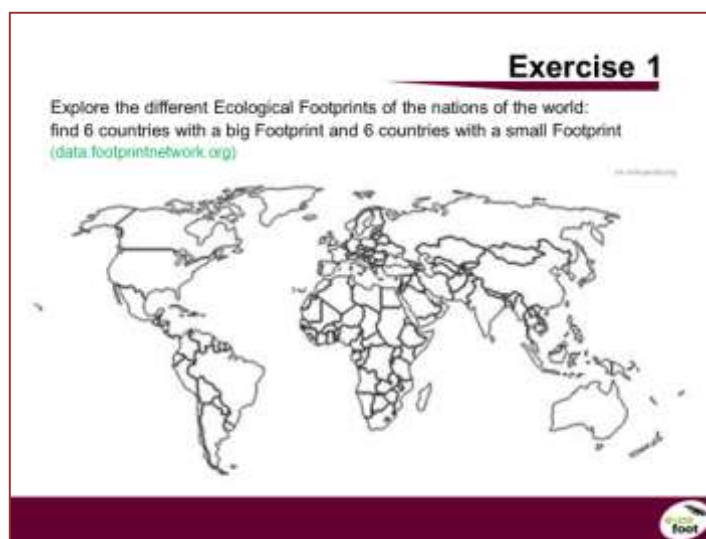 Exercise 1
Explore the different Ecological Footprints of the nations of the world:
find 6 countries with a big Footprint and 6 countries with a small Footprint
(data.footprintnetwork.org)
foot